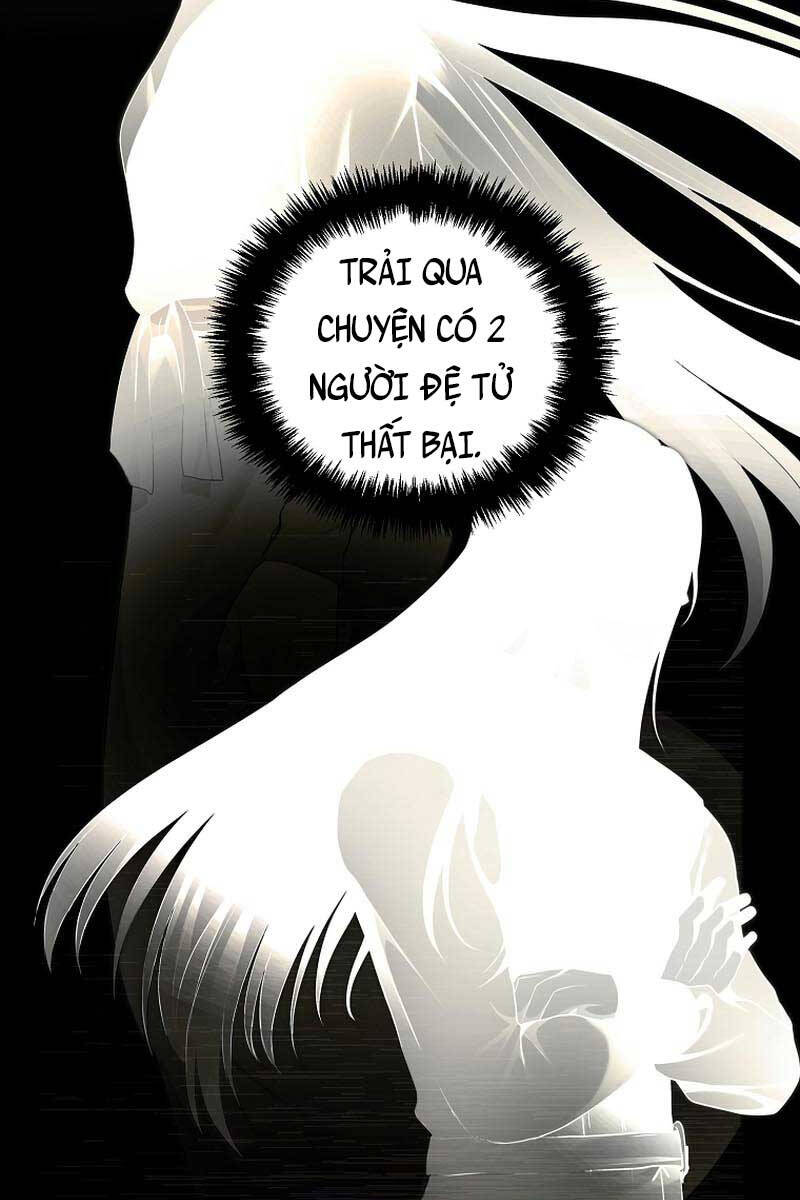 TRẢI QUA
CHUYỆN CÓ 2
NGƯỜI ĐỆ TỬ
THẤT BẠI.